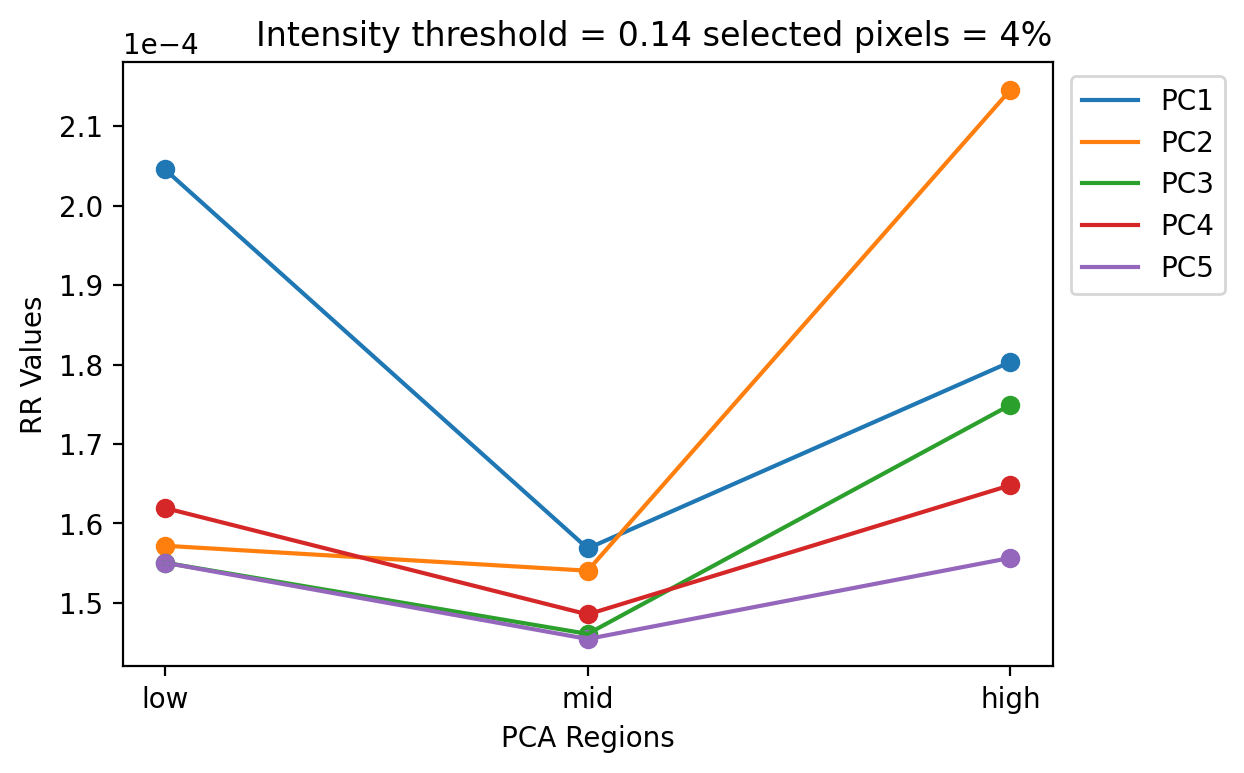 Intensity threshold = 0.14 selected pixels = 4%
1e−4
2.1
2.0
1.9
1.8
1.7
1.6
1.5
RR Values
low
mid
high
PCA Regions
PC1
PC2
PC3
PC4
PC5